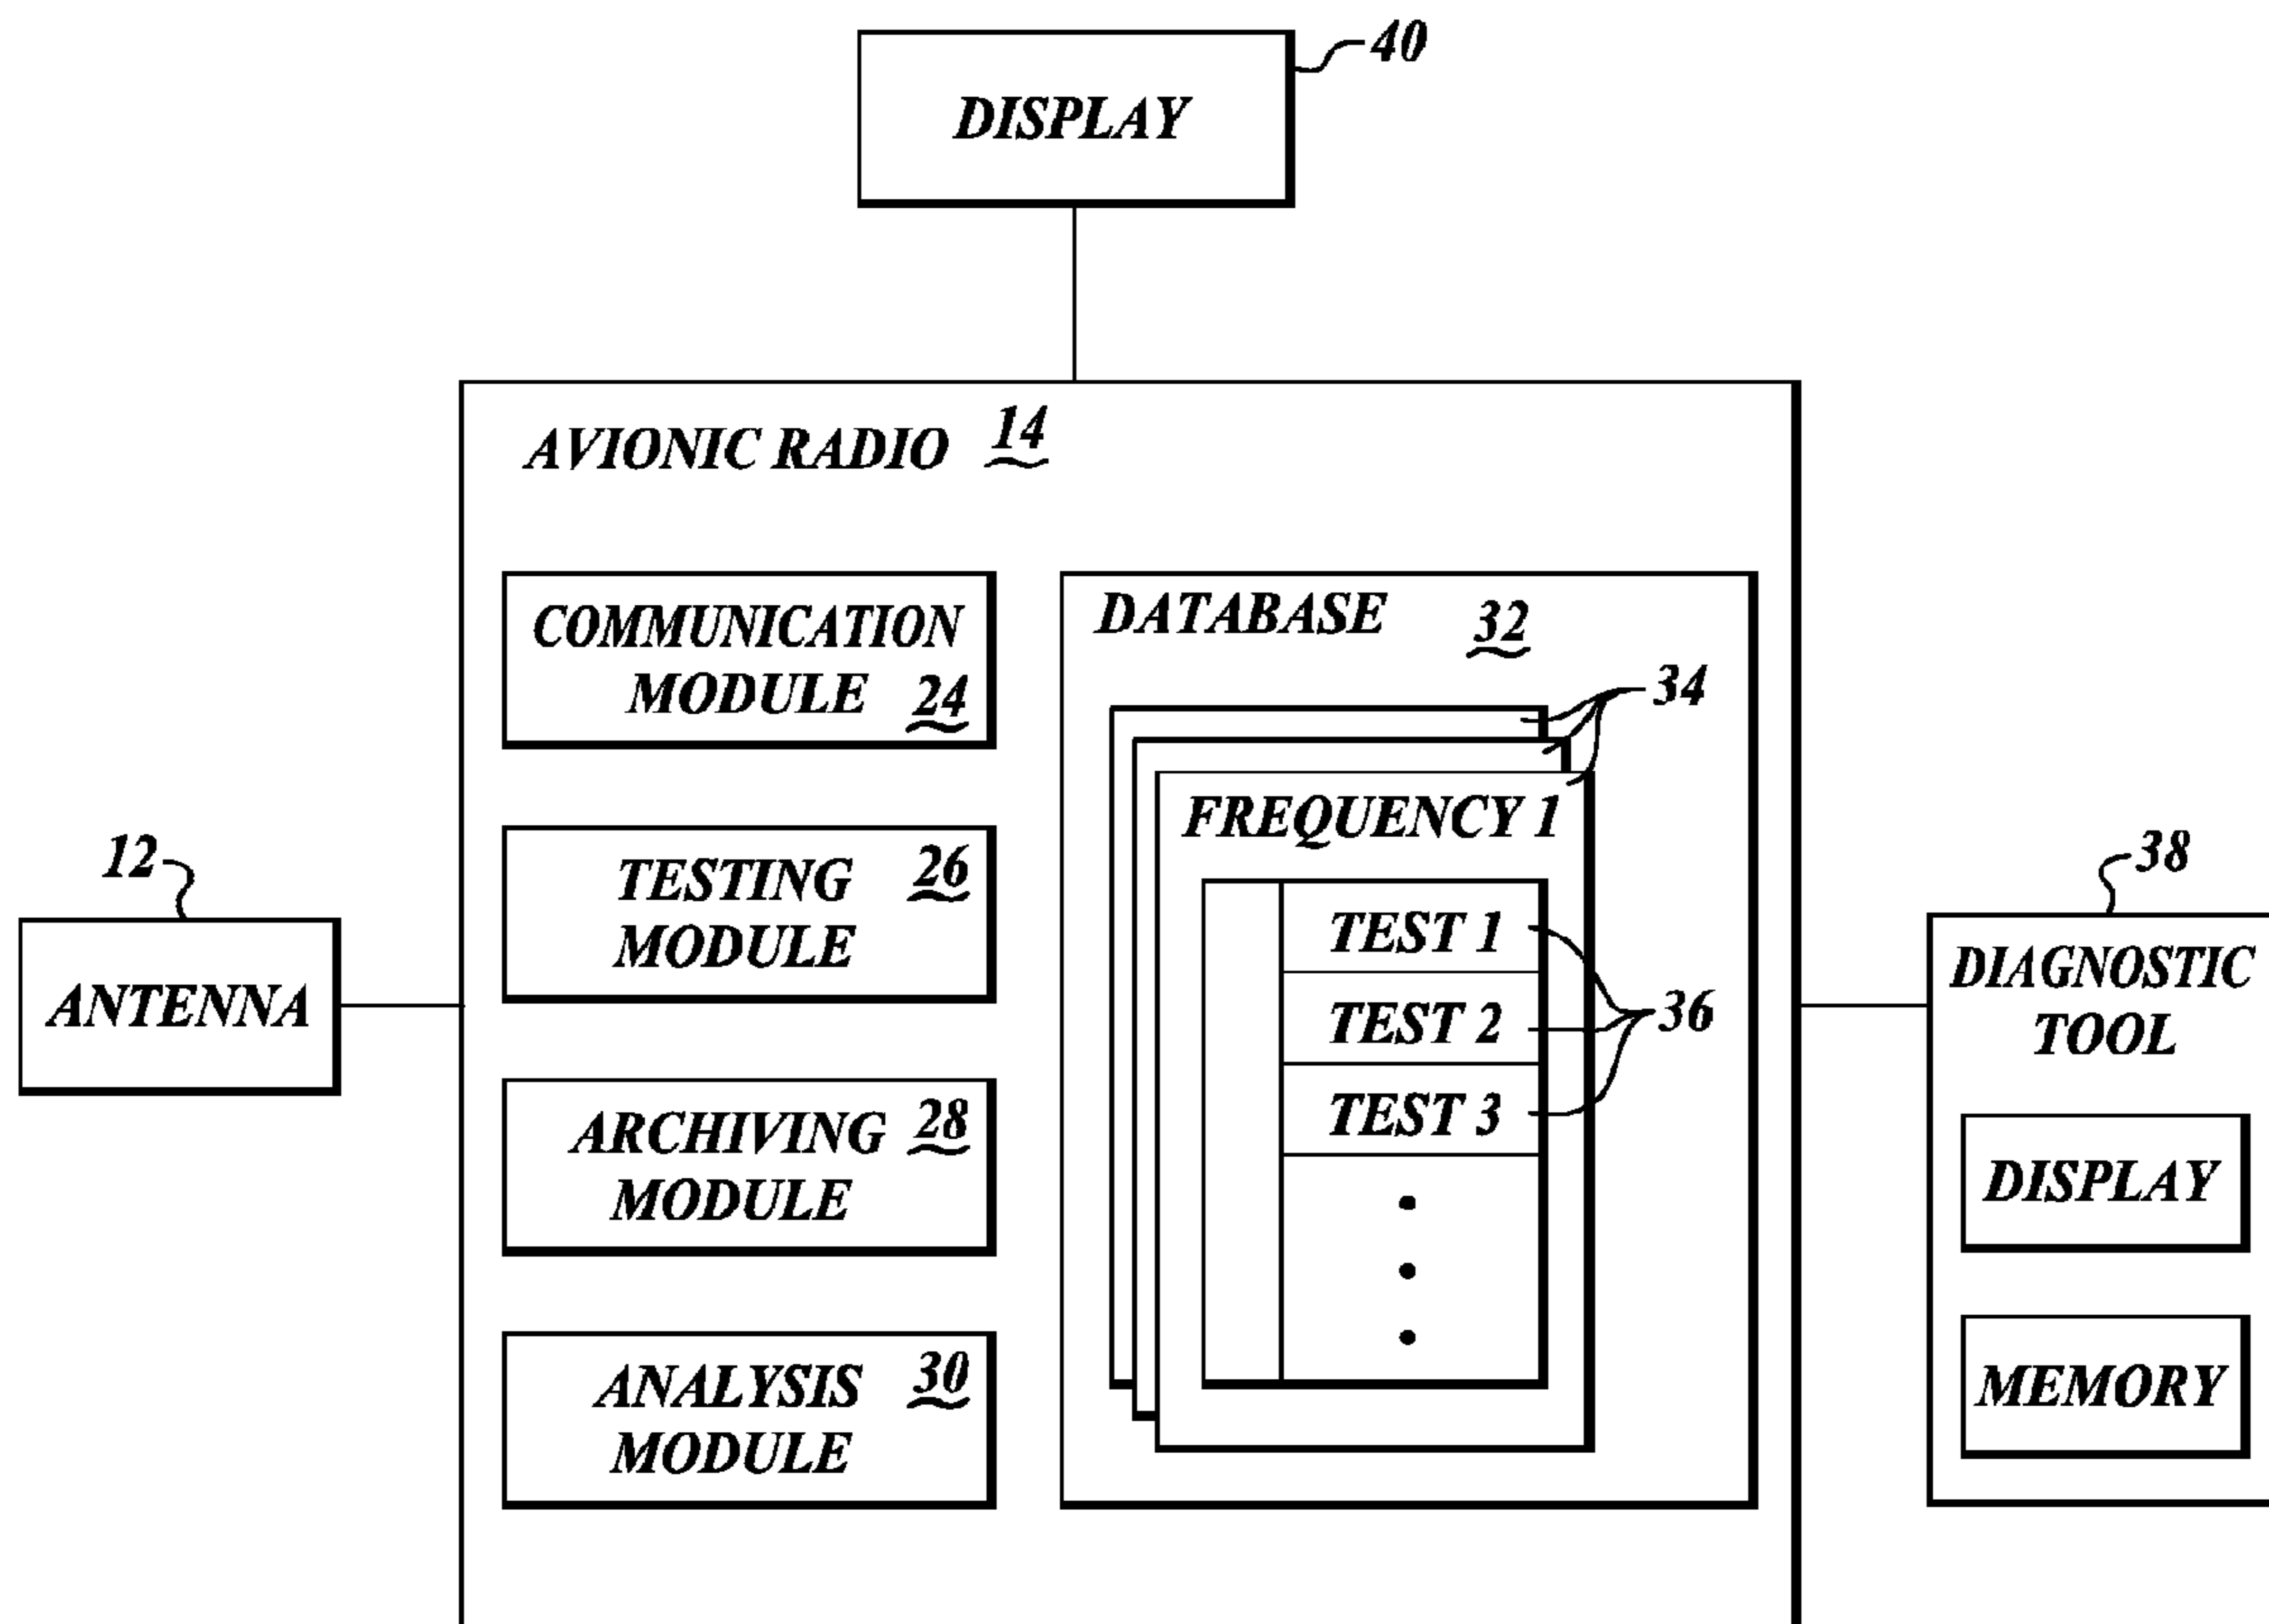 40
DISPLAY
AVIONIC RADIO 14
COMMUNICATION
MODULE 24
TESTING 26
MODULE
ARCHIVING 28
MODULE
ANALYSIS 30
MODULE
DATABASE 32
34
FREQUENCY 1
TEST 1
TEST 2
TEST 3
36
12
ANTENNA
38
DIAGNOSTIC
TOOL
DISPLAY
MEMORY